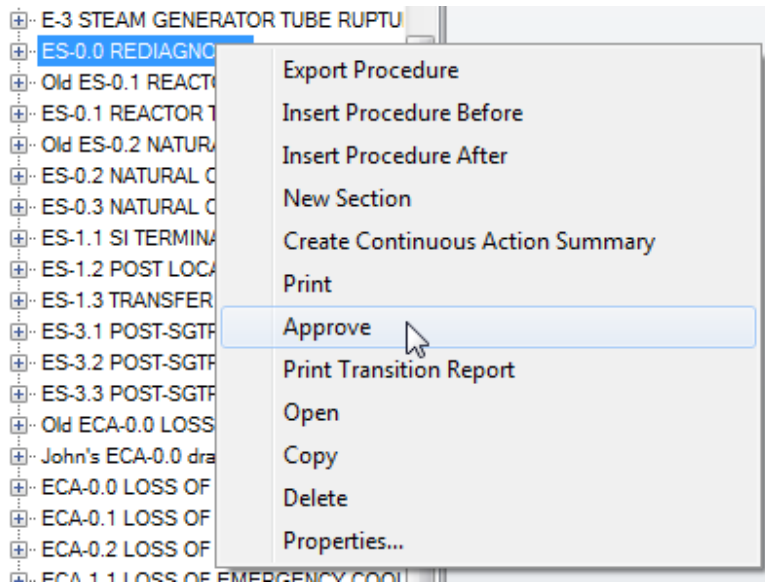 E-3 STEAM GENERATOR TUBE RUPTU
ES-0.0 REDIAGNO
Old ES-0.1 REACT
ES-0.1 REACTOR T
Old ES-0.2 NATUR
ES-0.2 NATURAL C
ES-0.3 NATURAL C
ES-1.1 SI TERMINA
ES-1.2 POST LOCA
ES-1.3 TRANSFER
ES-3.1 POST-SGTR
ES-3.2 POST-SGTR
ES-3.3 POST-SGTR
Old ECA-0.0 LOSS
John's ECA-0.0 dra
ECA-0.0 LOSS OF
ECA-0.1 LOSS OF
ECA-0.2 LOSS OF
ECA-1.1 LOSS OF EMERGENCY COOL
Export Procedure
Insert Procedure Before
Insert Procedure After
New Section
Create Continuous Action Summary
Print
Approve
Print Transition Report
Open
Copy
Delete
Properties...